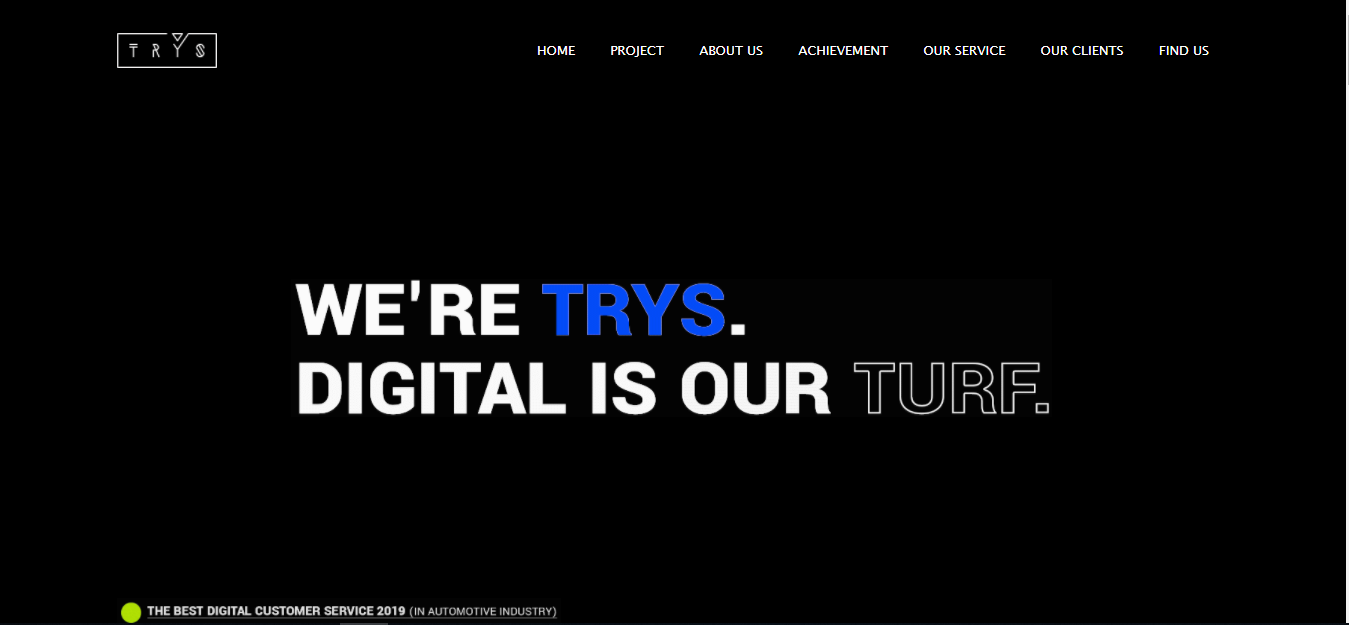 TRYS
HOME PROJECT ABOUT US ACHIEVEMENT OUR SERVICE OUR CLIENTS FIND US
WE'RE TRYS.
DIGITAL IS OUR TURF.
THE BEST DIGITAL CUSTOMER SERVICE 2019 (IN AUTOMOTIVE INDUSTRY)